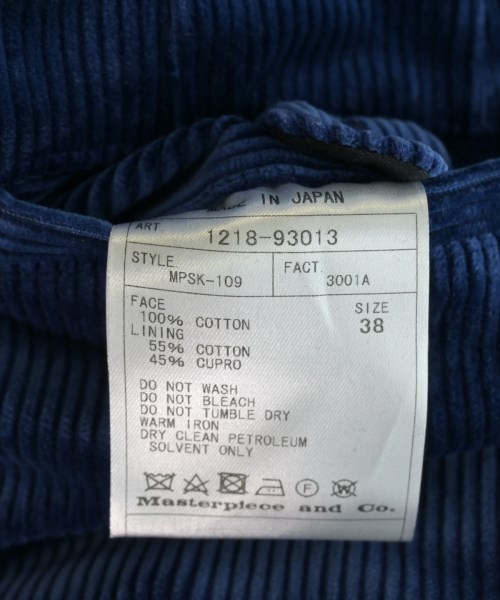 MADE IN JAPAN
ART
1218-93013
STYLE.
MPSK-109
FACT.
3001A
FACE
100% COTTON
LINING
55% COTTON
45% CUPRO
SIZE
38
DO NOT WASH
DO NOT BLEACH
DO NOT TUMBLE DRY
WARM IRON
DRY CLEAN PETROLEUM
SOLVENT ONLY
F W
Masterpiece and Co.